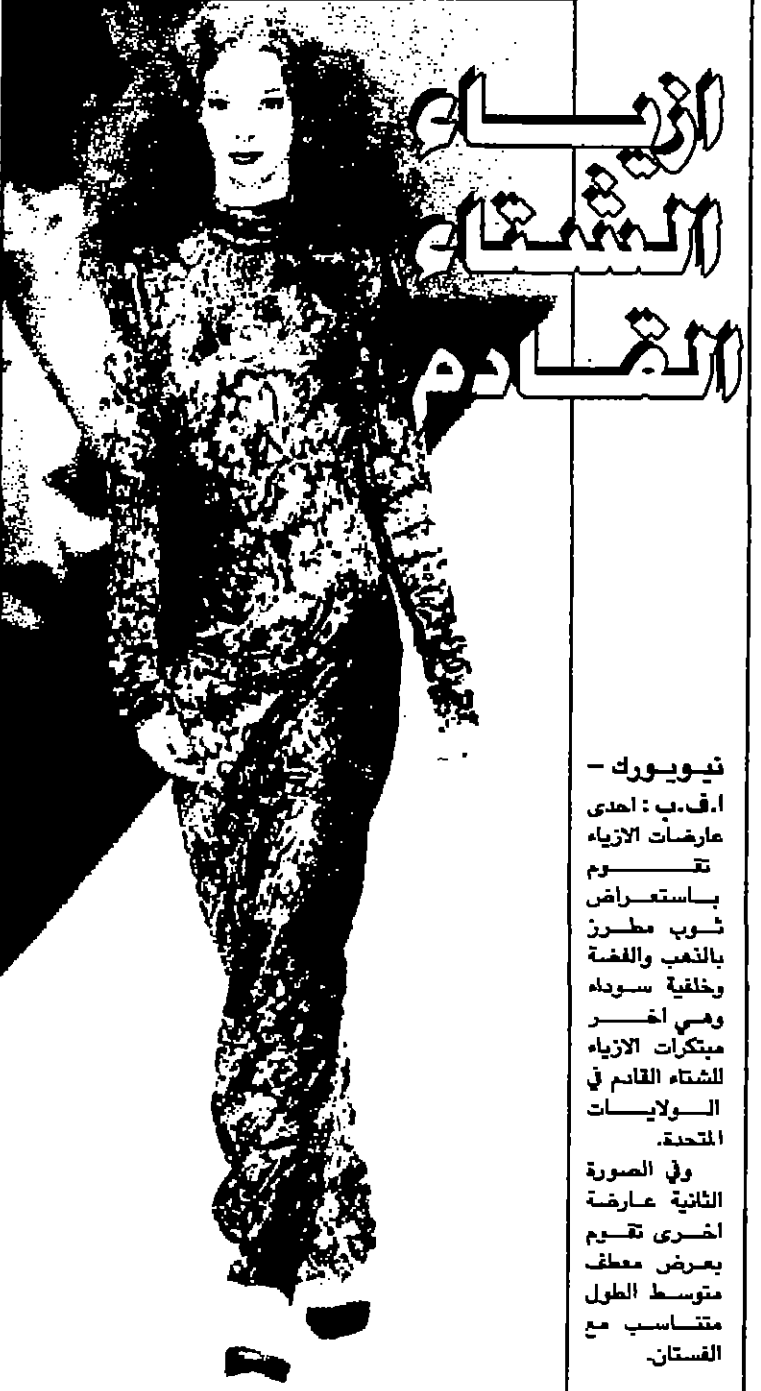 ازياء
الشتاء
القادم
نيويورك –
ا.ف.ب : احدى
عارضات الازياء
تقوم
باستعراض
ثوب مطرز
بالذهب والفضة
وخلفية سوداء
وهي اخر
مبتكرات الازياء
للشتاء القادم في
الولايات
المتحدة.
وفي الصورة
الثانية عارضة
اخرى تقوم
بعرض معطف
متوسط الطول
متناسب مع
الفستان.